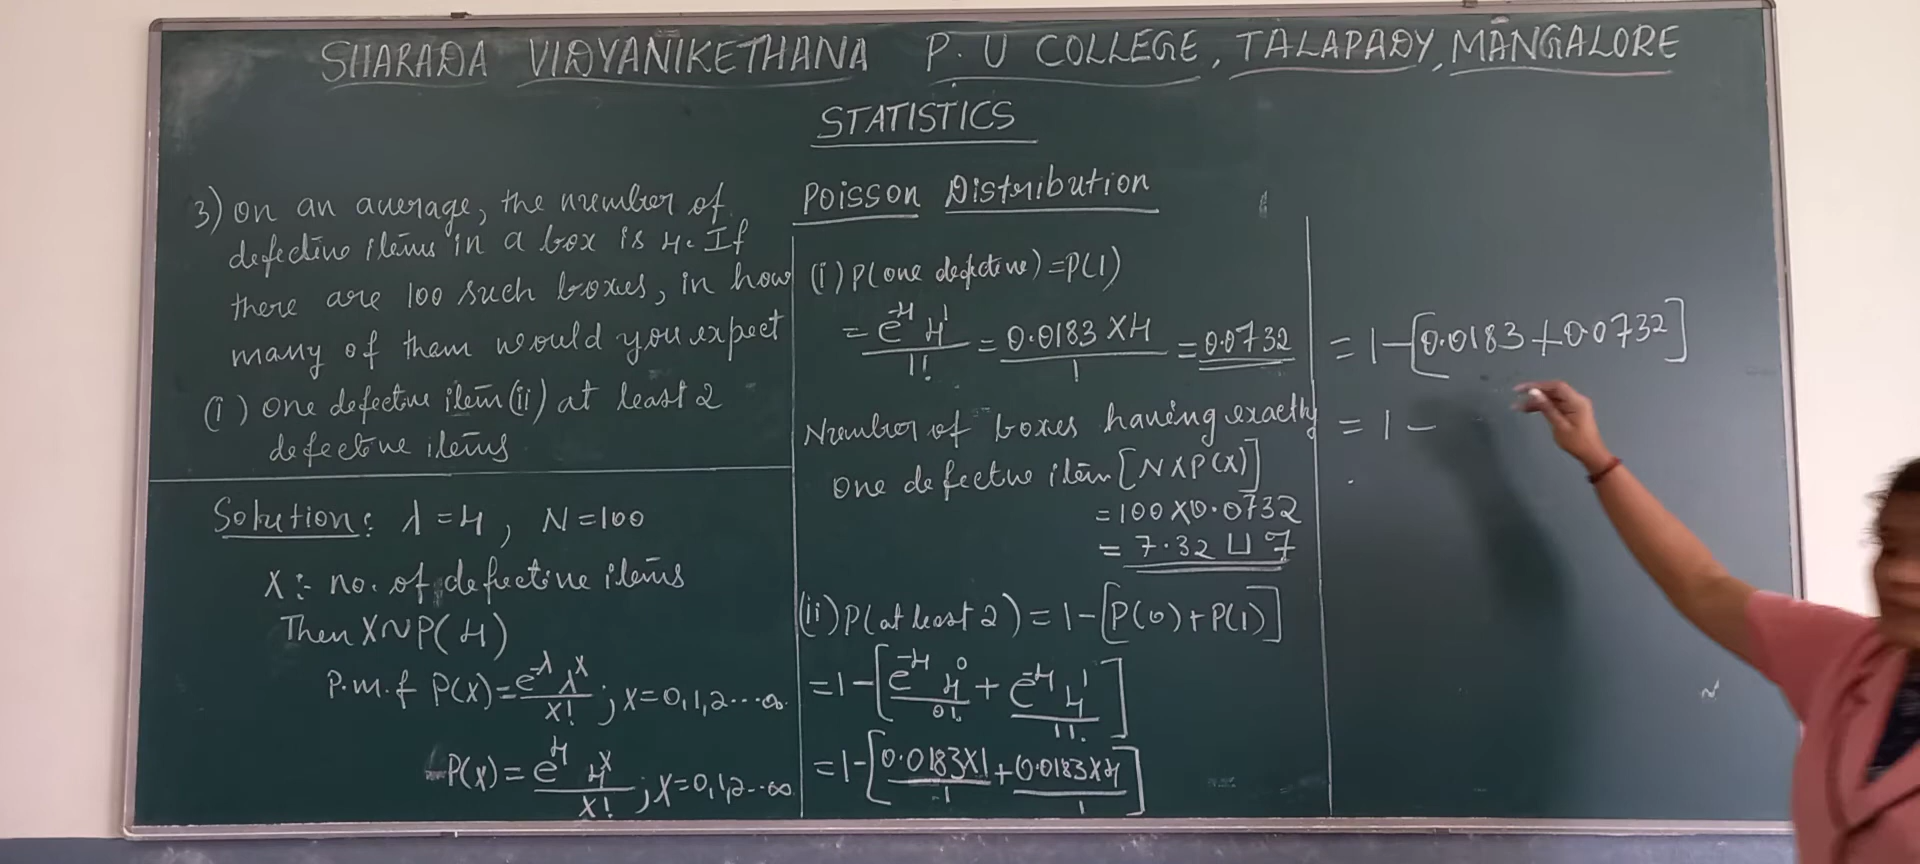 SHARADA VIDYANIKETHANA P.U COLLEGE, TALAPADY, MANGALORE
STATISTICS
Poisson Distribution
3) On an average, the number of
defective items in a box is 4. If
there are 100 such boxes, in how
many of them would you expect
(i) One defective item (ii) at least 2
defective items
Solution: λ=4, N=100
X:- no. of defective items
Then X~P(4)
P.m.f P(x)=e^-λ λ^x/x! ; x=0,1,2...∞
P(x)=e^-4 4^x/x! ; x=0,1,2...∞
(i) P(one defective)=P(1)
= e^-4 4^1/1! = 0.0183 X4/1 = 0.0732
Number of boxes having exactly
One defective item [N X P(x)]
=100 X 0.0732
= 7.32 ⊔ 7
(ii) P(at least 2) = 1-[P(0)+P(1)]
=1-[e^-4 4^0/0! + e^-4 4^1/1!]
=1-[0.0183X1/1 + 0.0183X4/1]
= 1-[0.0183+0.0732]
= 1-